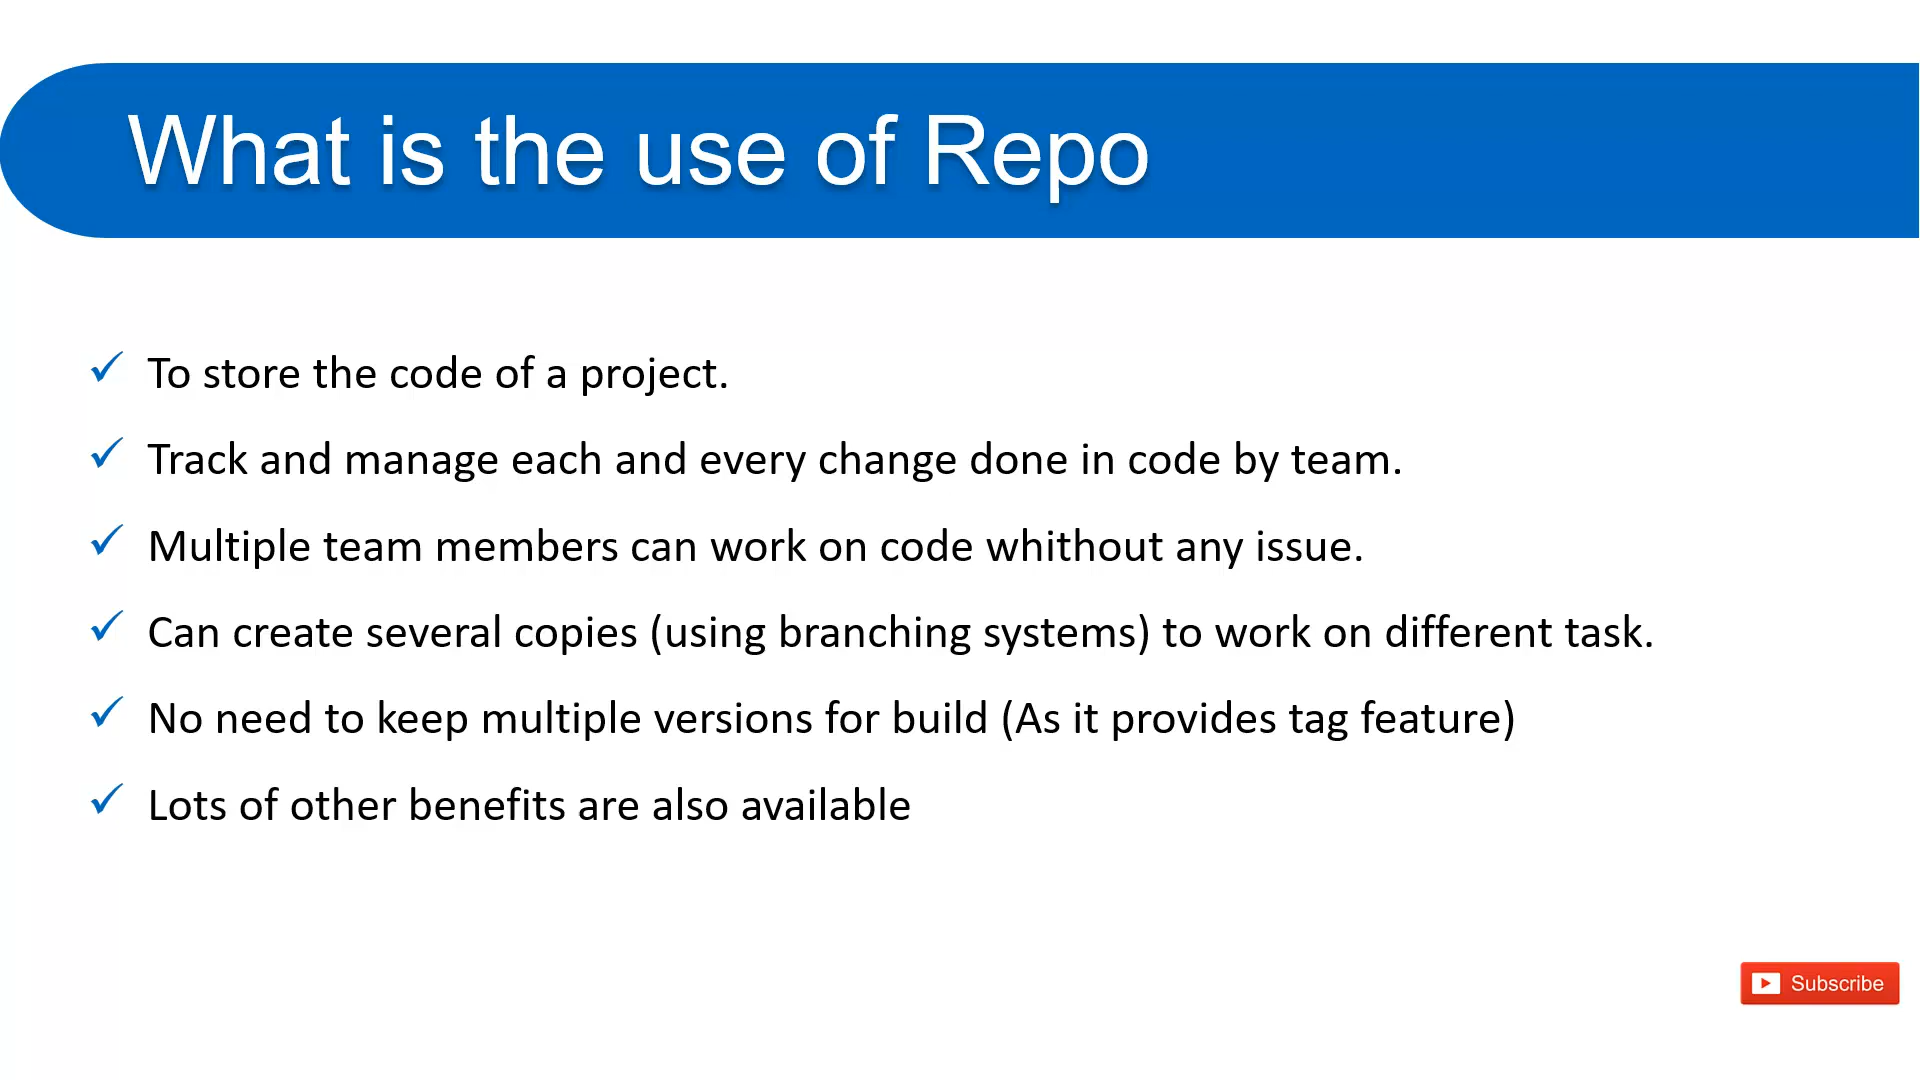 What is the use of Repo
To store the code of a project.
Track and manage each and every change done in code by team.
Multiple team members can work on code whithout any issue.
Can create several copies (using branching systems) to work on different task.
No need to keep multiple versions for build (As it provides tag feature)
Lots of other benefits are also available
Subscribe